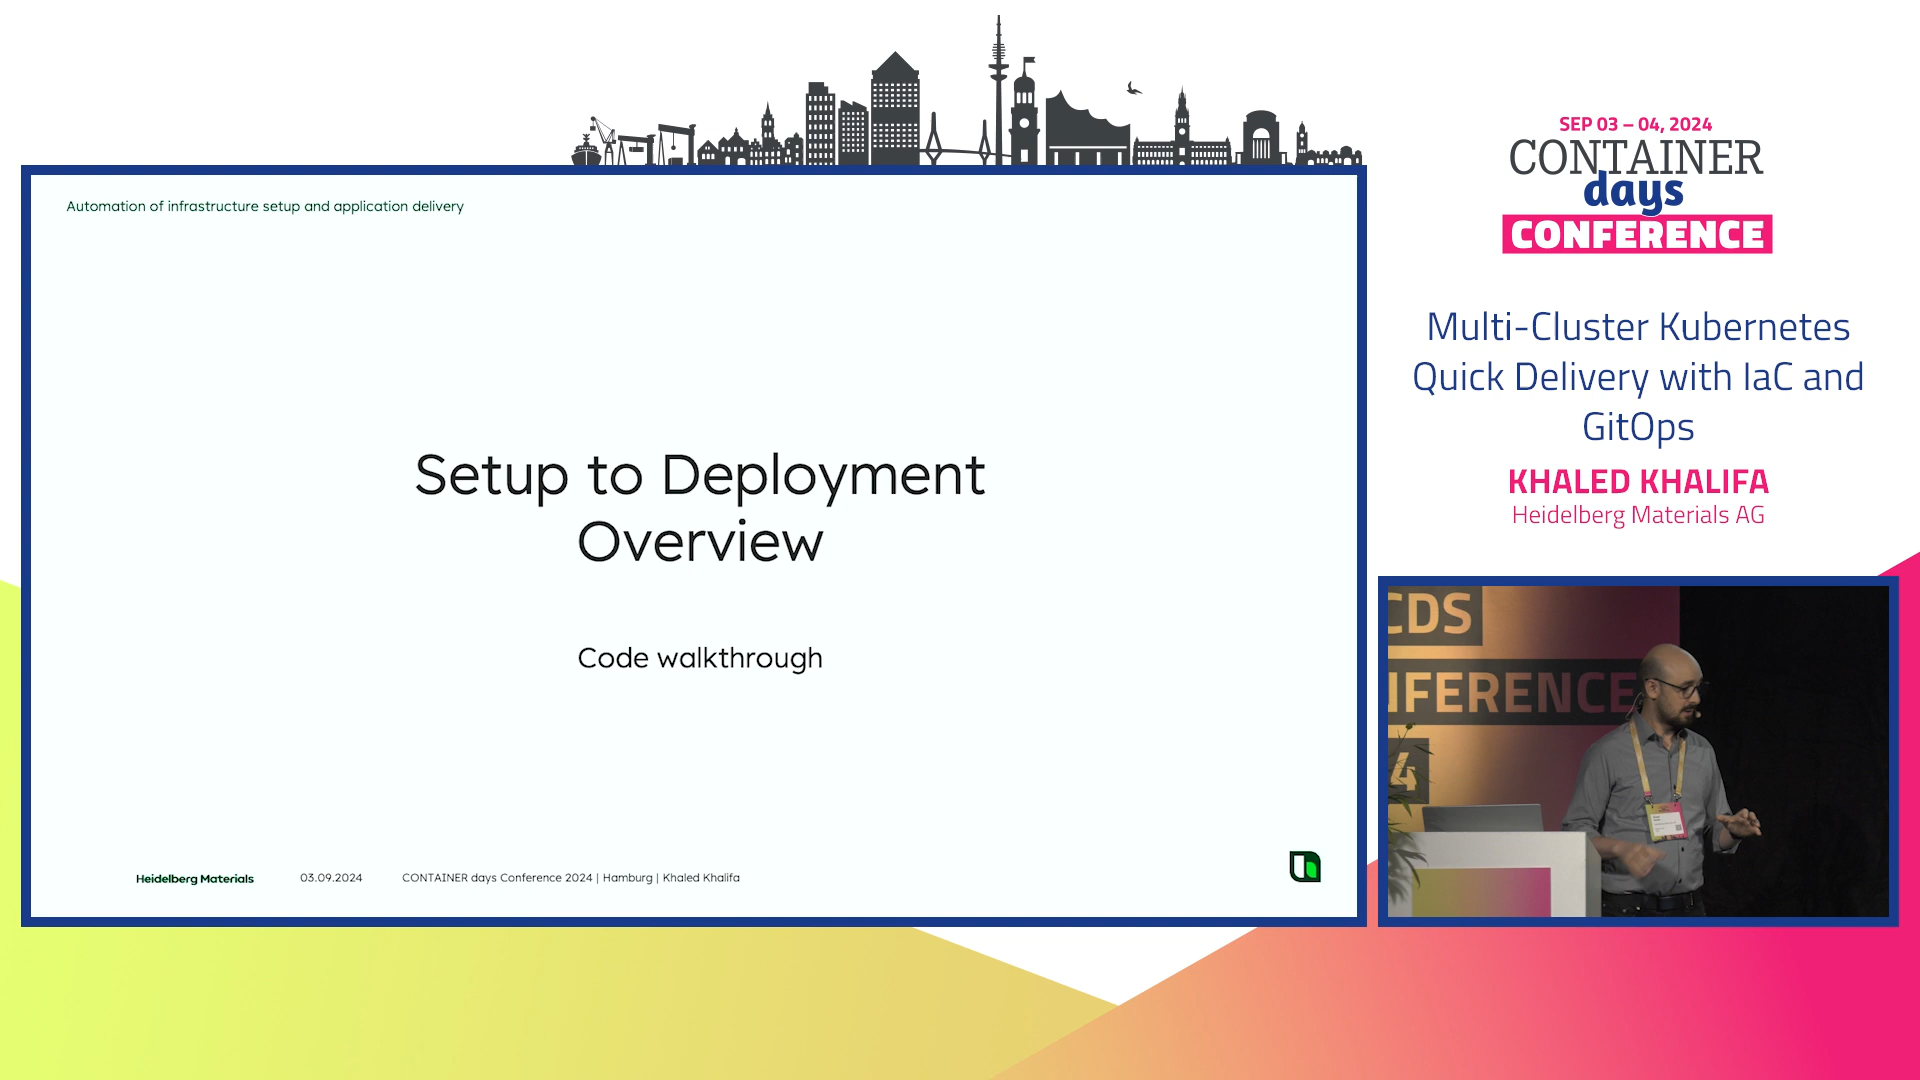 SEP 03 – 04, 2024
CONTAINER
days
CONFERENCE
Automation of infrastructure setup and application delivery
Setup to Deployment
Overview
Code walkthrough
Heidelberg Materials
03.09.2024
CONTAINER days Conference 2024 | Hamburg | Khaled Khalifa
Multi-Cluster Kubernetes
Quick Delivery with IaC and
GitOps
KHALED KHALIFA
Heidelberg Materials AG
CDS
NFERENCE
4